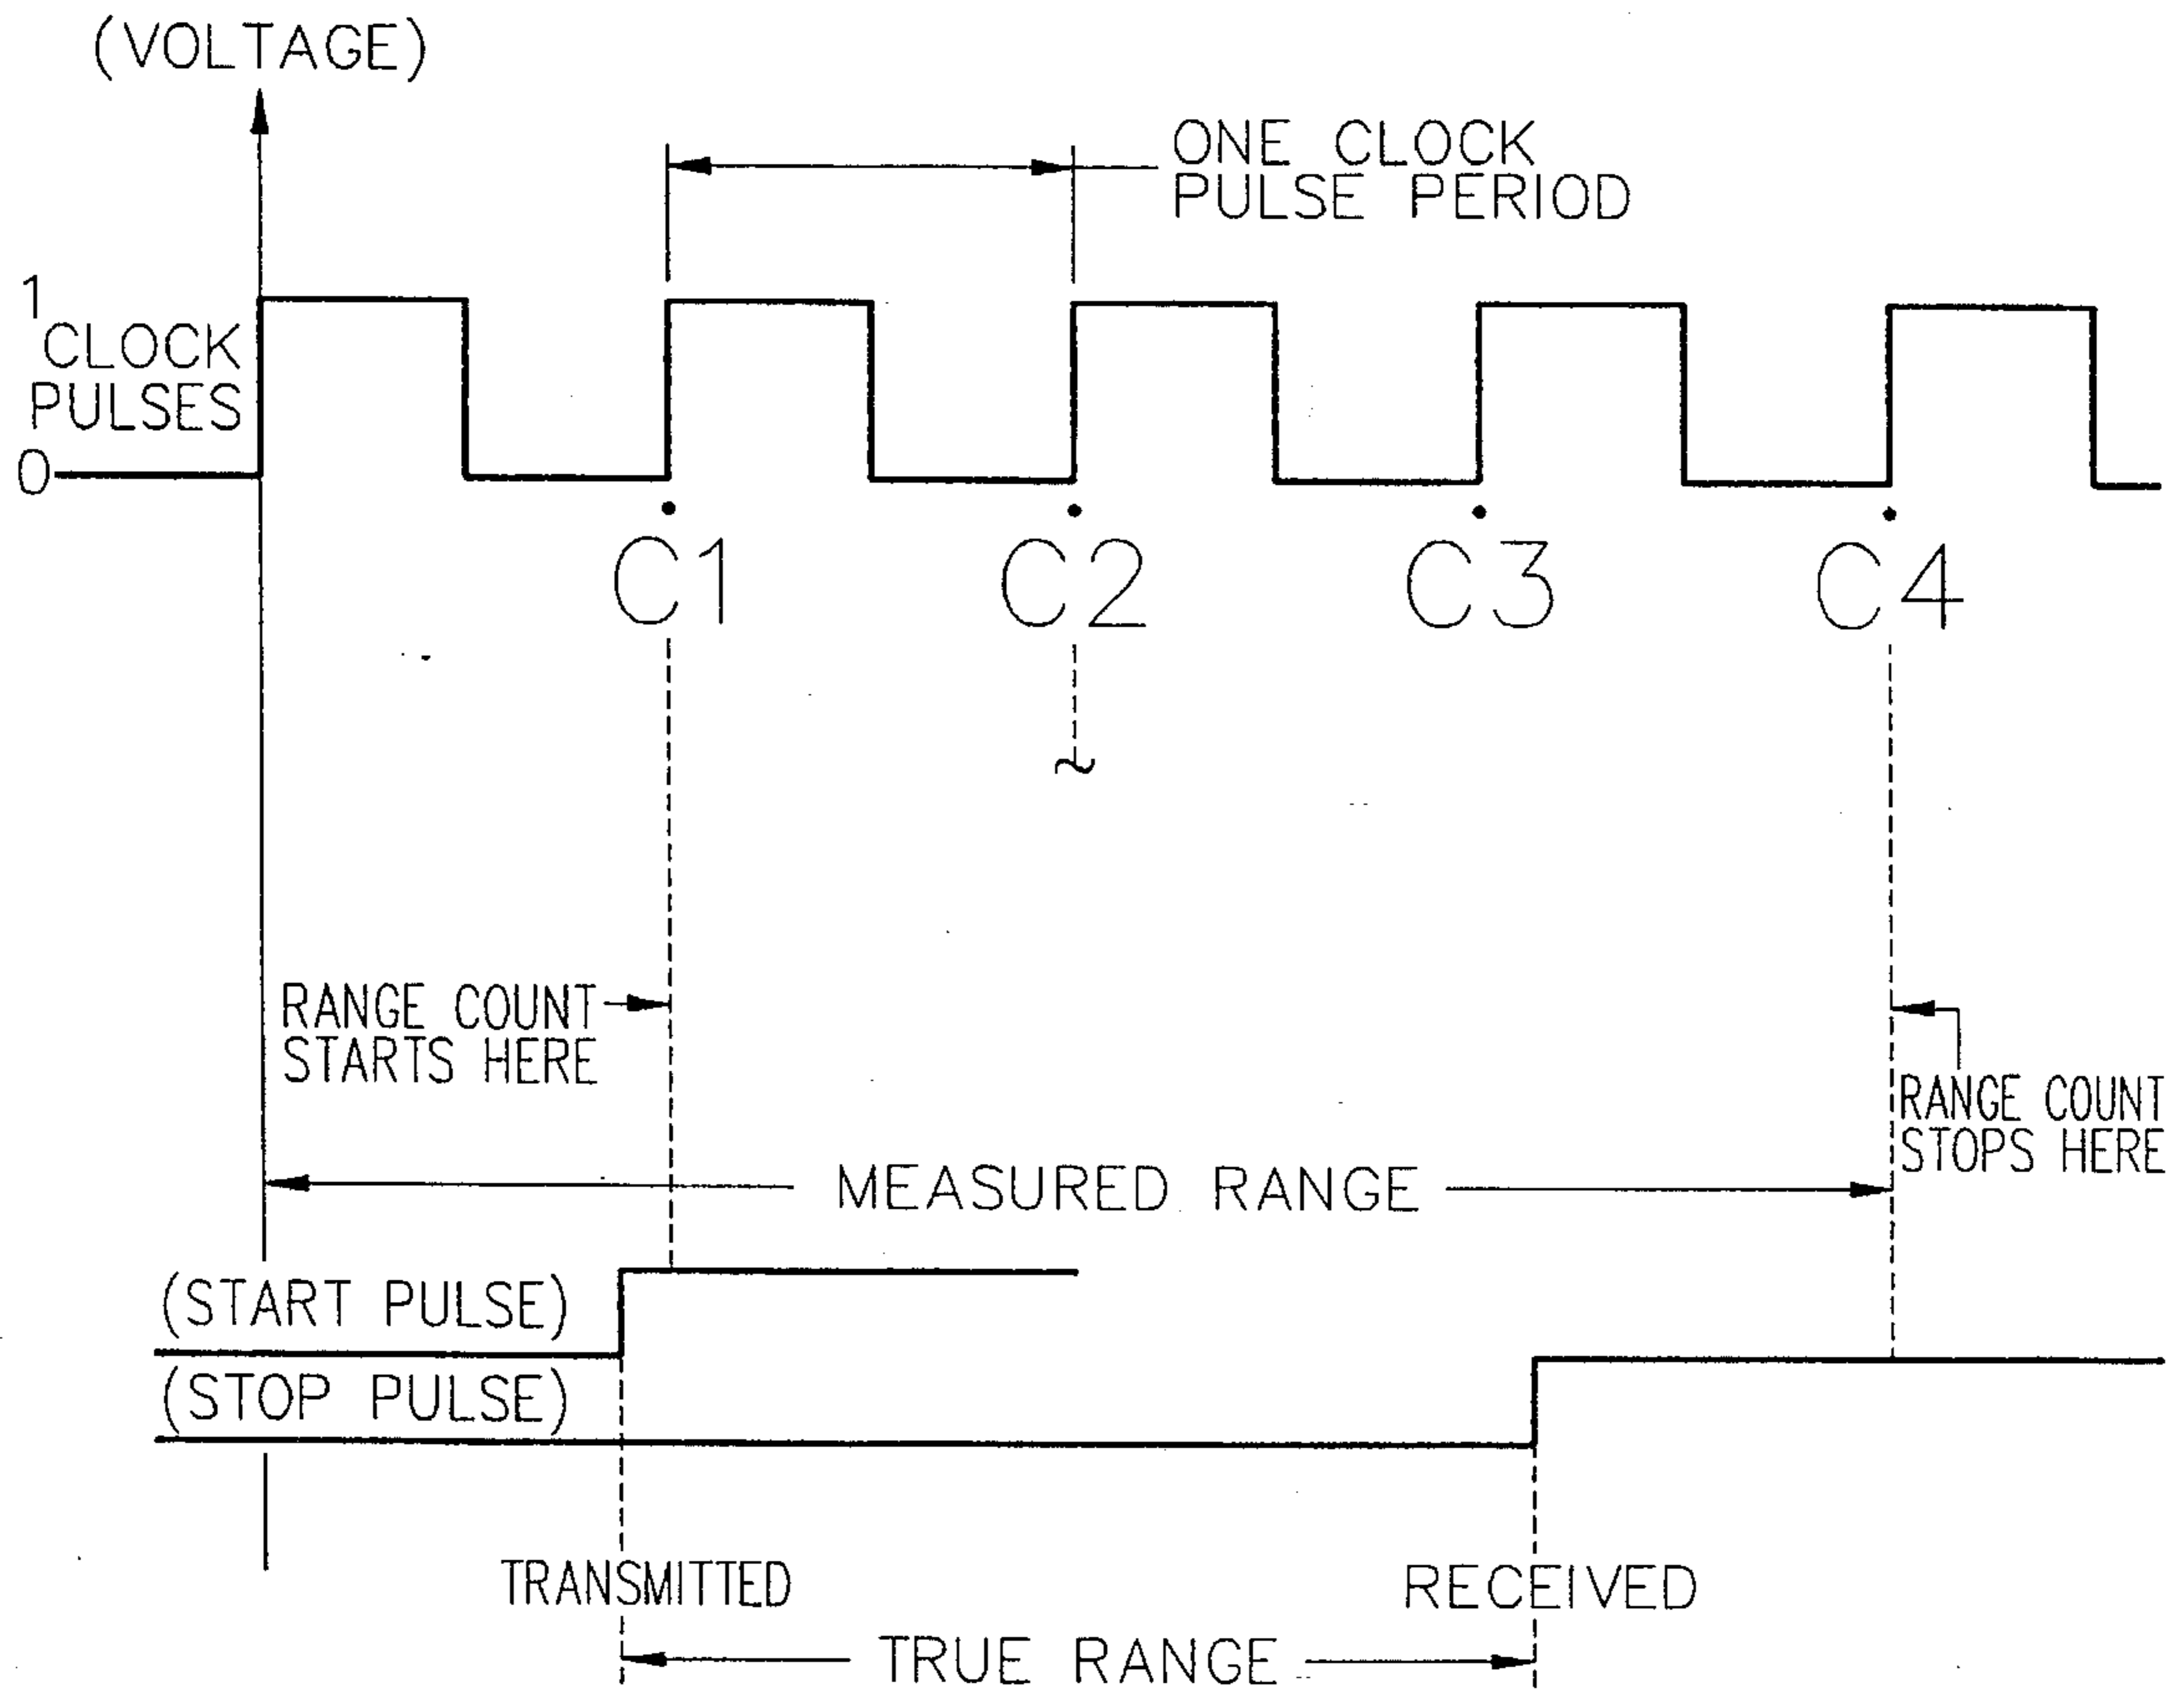 (VOLTAGE)
ONE CLOCK
PULSE PERIOD
1
CLOCK
PULSES
0
C1
C2
C3
C4
RANGE COUNT
STARTS HERE
RANGE COUNT
STOPS HERE
MEASURED RANGE
(START PULSE)
(STOP PULSE)
TRANSMITTED
RECEIVED
TRUE RANGE